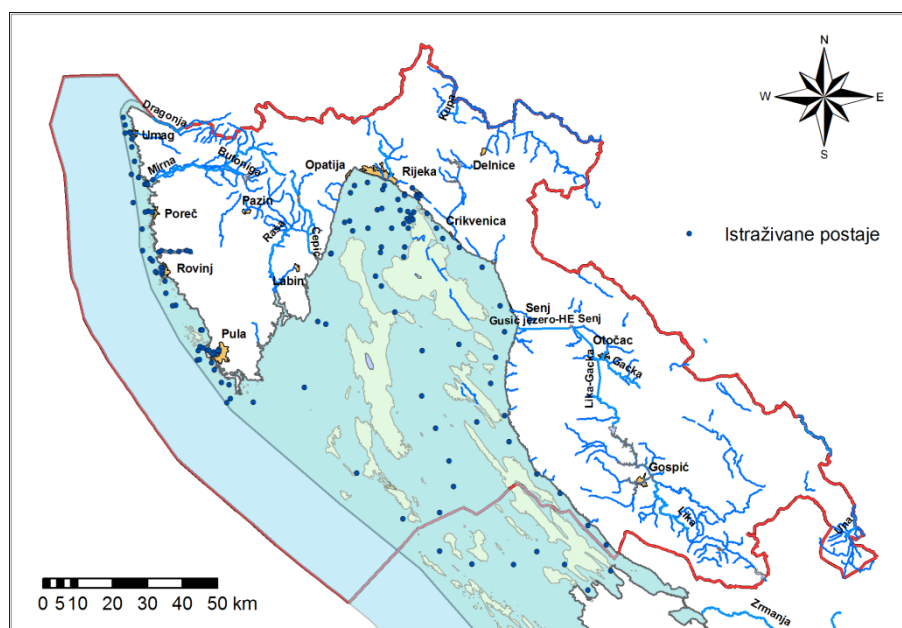 N
W
E
S
Dragonja
Umag
Mirna
Butoniga
Poreč
Pazin
Raša
Čepić
Rovinj
Labin
Pula
Opatija
Rijeka
Kupa
Delnice
Crikvenica
Istraživane postaje
Senj
Gusić jezero-HE Senj
Otočac
Gacka
Lika-Gacka
Gospić
Lika
Una
Zrmanja
0 5 10 20 30 40 50 km